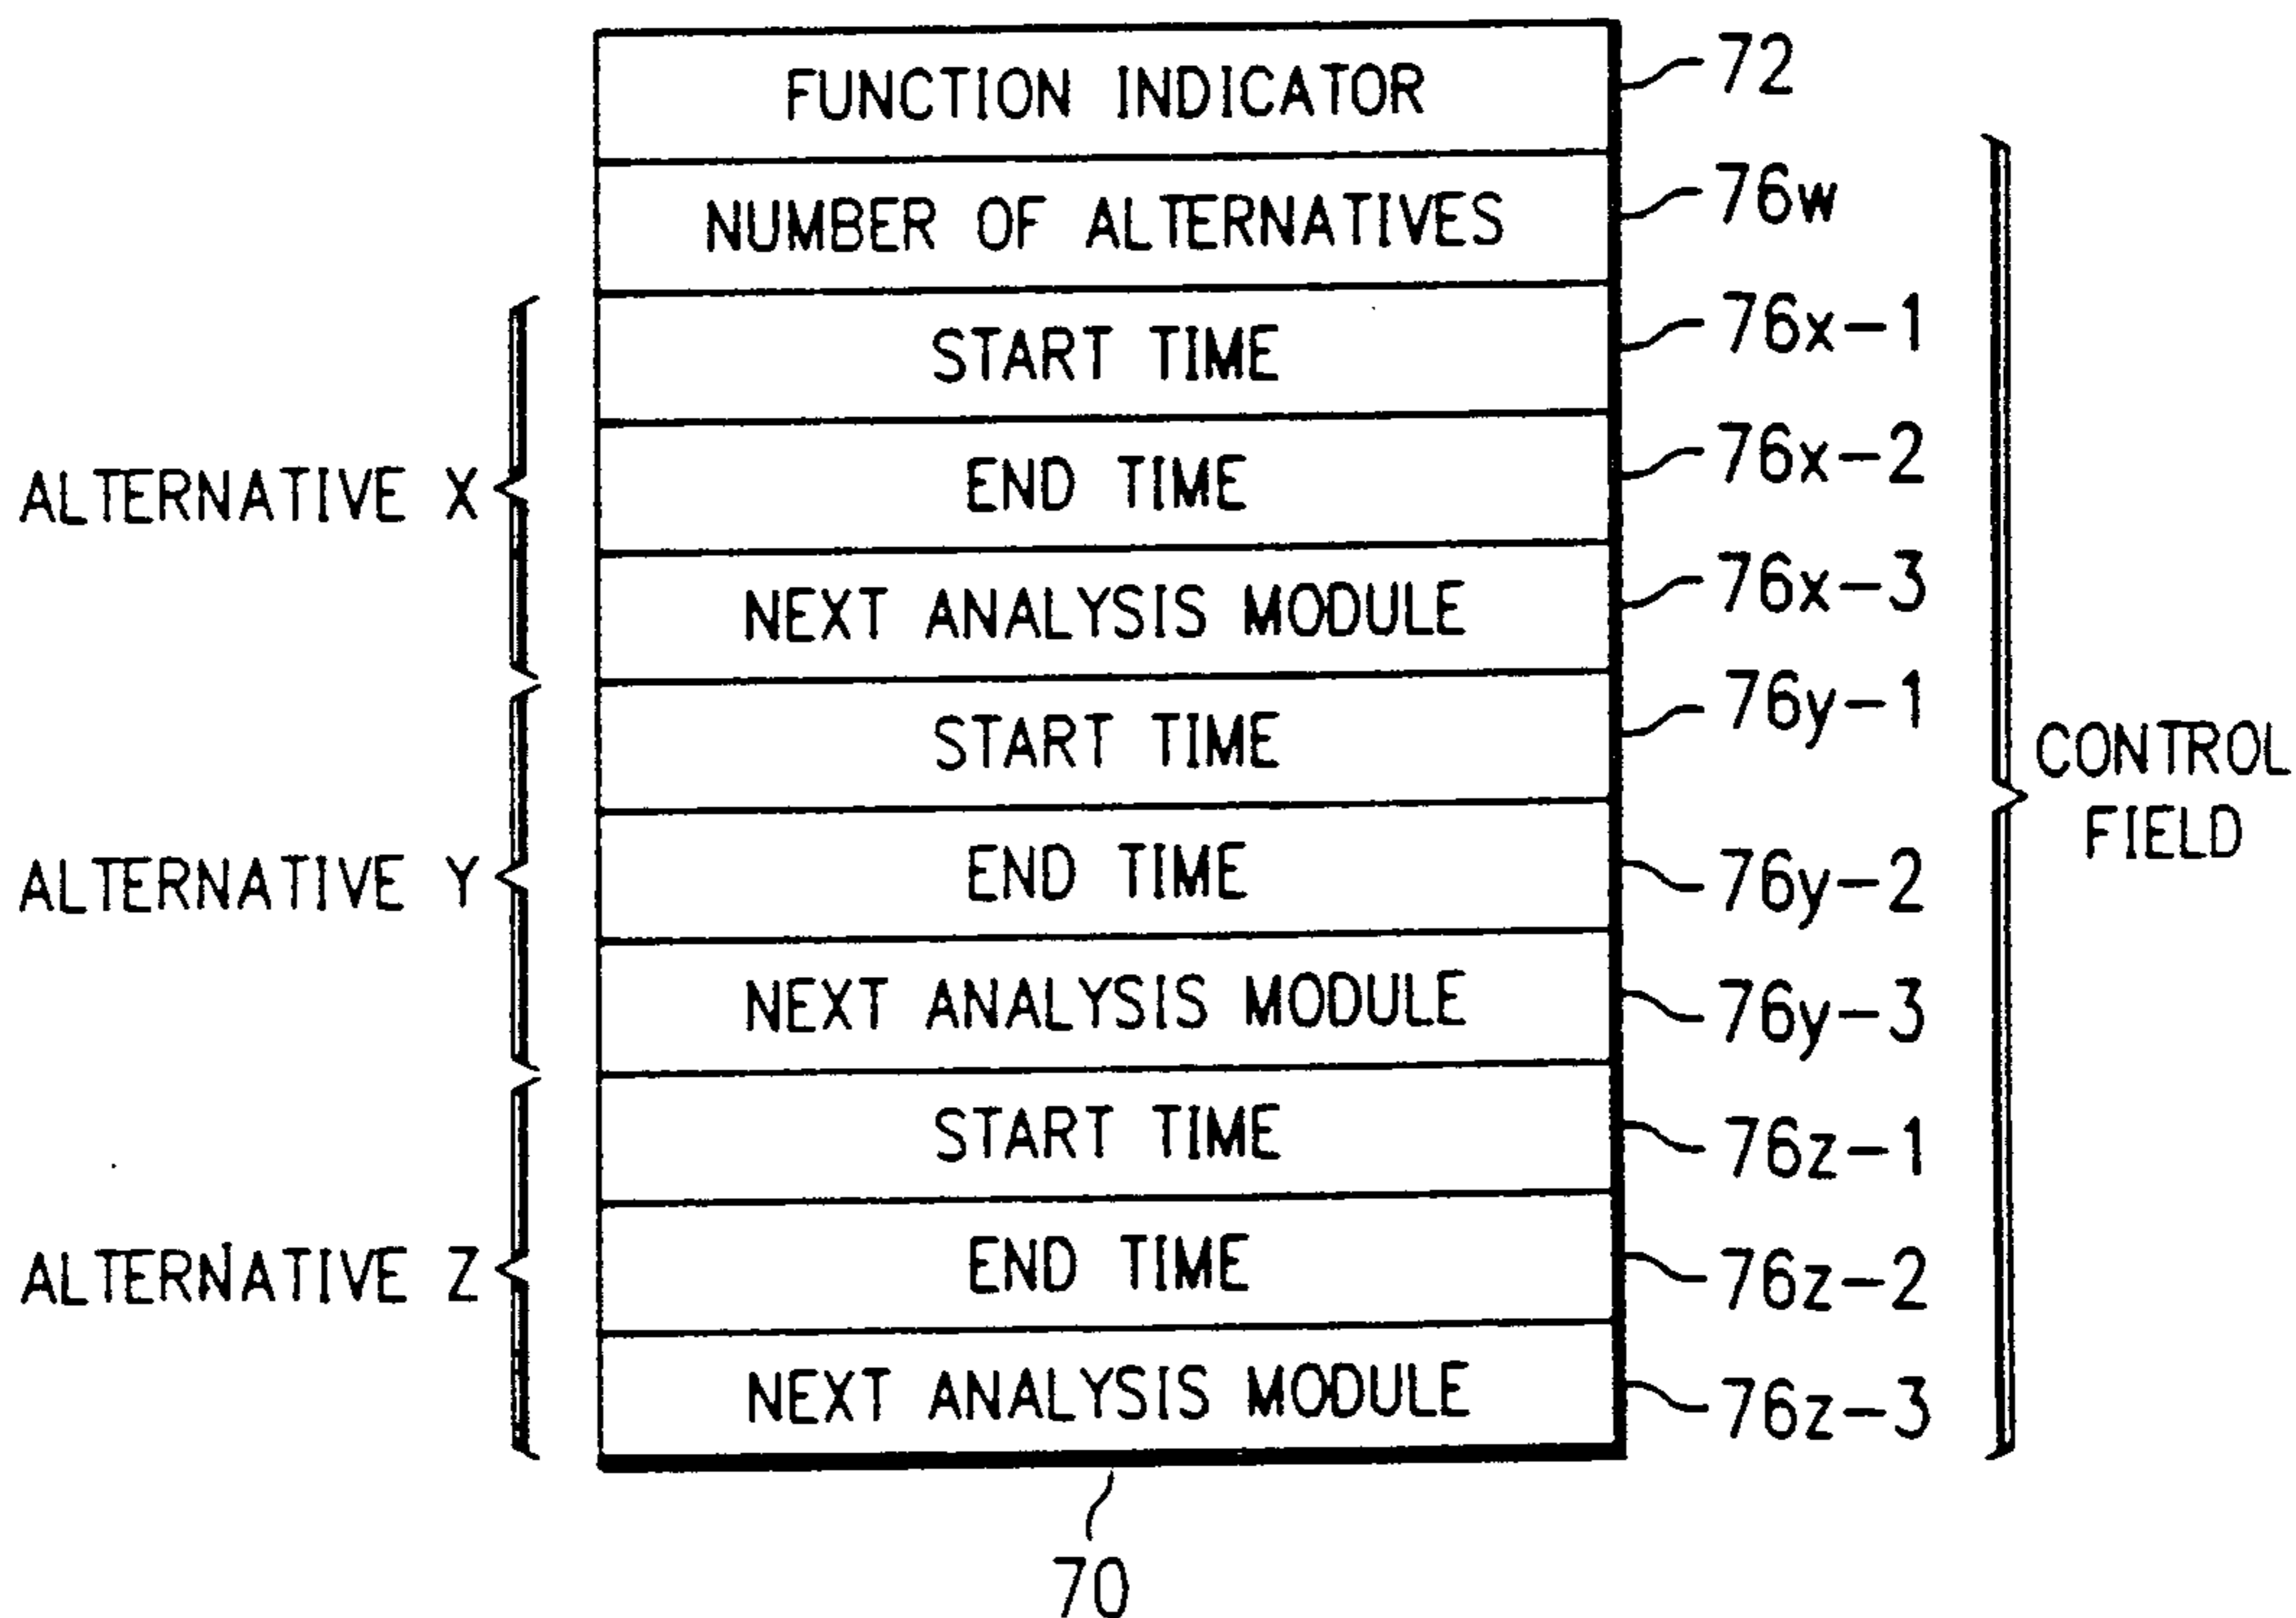 FUNCTION INDICATOR 72
NUMBER OF ALTERNATIVES 76w
START TIME 76x-1
ALTERNATIVE X END TIME 76x-2
NEXT ANALYSIS MODULE 76x-3
START TIME 76y-1
CONTROL
FIELD
ALTERNATIVE Y END TIME 76y-2
NEXT ANALYSIS MODULE 76y-3
START TIME 76z-1
ALTERNATIVE Z END TIME 76z-2
NEXT ANALYSIS MODULE 76z-3
70